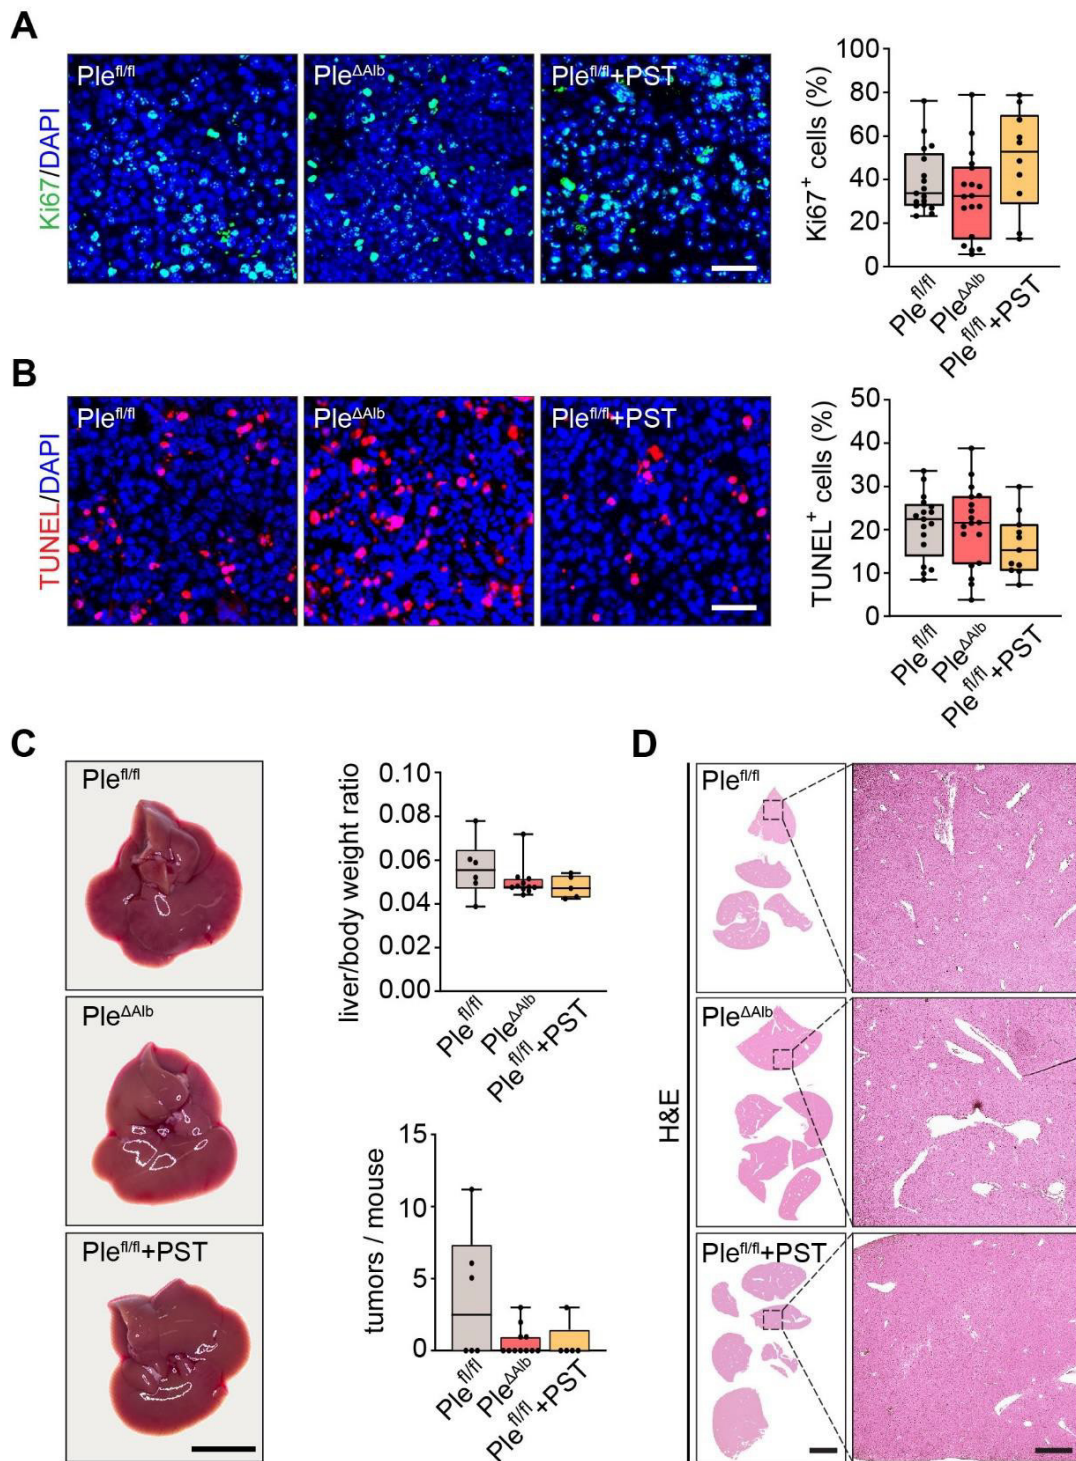 A
Ple^fl/fl
Ple^ΔAlb
Ple^fl/fl+PST
Ki67/DAPI
Ki67⁺ cells (%)
100
80
60
40
20
0
Ple^fl/fl
Ple^ΔAlb
Ple^fl/fl+PST
B
Ple^fl/fl
Ple^ΔAlb
Ple^fl/fl+PST
TUNEL/DAPI
TUNEL⁺ cells (%)
50
40
30
20
10
0
Ple^fl/fl
Ple^ΔAlb
Ple^fl/fl+PST
C
Ple^fl/fl
Ple^ΔAlb
Ple^fl/fl+PST
liver/body weight ratio
0.10
0.08
0.06
0.04
0.02
0.00
Ple^fl/fl
Ple^ΔAlb
Ple^fl/fl+PST
tumors / mouse
15
10
5
0
Ple^fl/fl
Ple^ΔAlb
Ple^fl/fl+PST
D
H&E
Ple^fl/fl
Ple^ΔAlb
Ple^fl/fl+PST